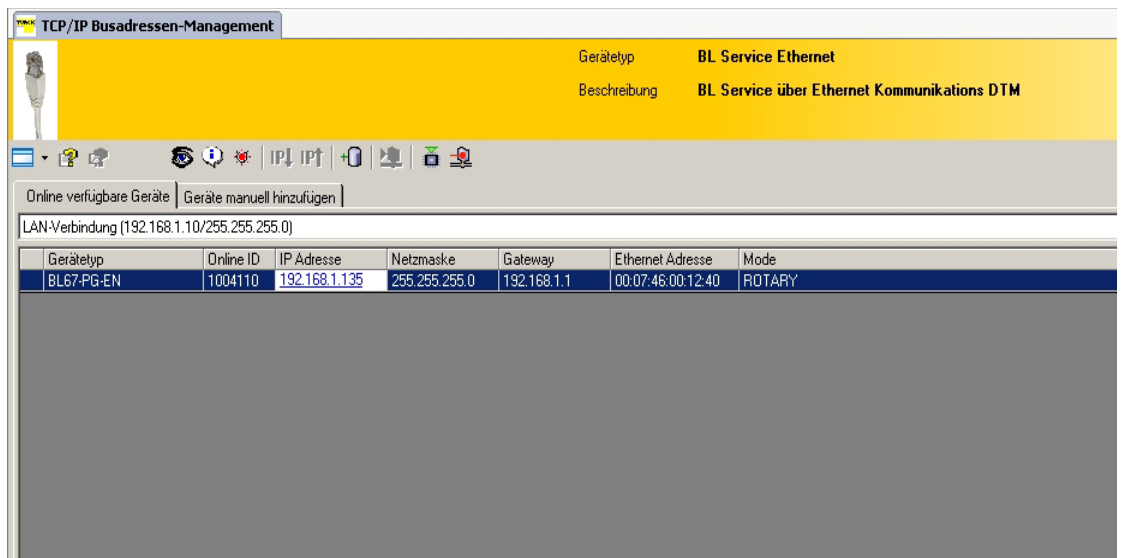 TURCK TCP/IP Busadressen-Management
Gerätetyp BL Service Ethernet
Beschreibung BL Service über Ethernet Kommunikations DTM
IP IP
Online verfügbare Geräte Geräte manuell hinzufügen
LAN-Verbindung (192.168.1.10/255.255.255.0)
Gerätetyp Online ID IP Adresse Netzmaske Gateway Ethernet Adresse Mode
BL67-PG-EN 1004110 192.168.1.135 255.255.255.0 192.168.1.1 00:07:46:00:12:40 ROTARY